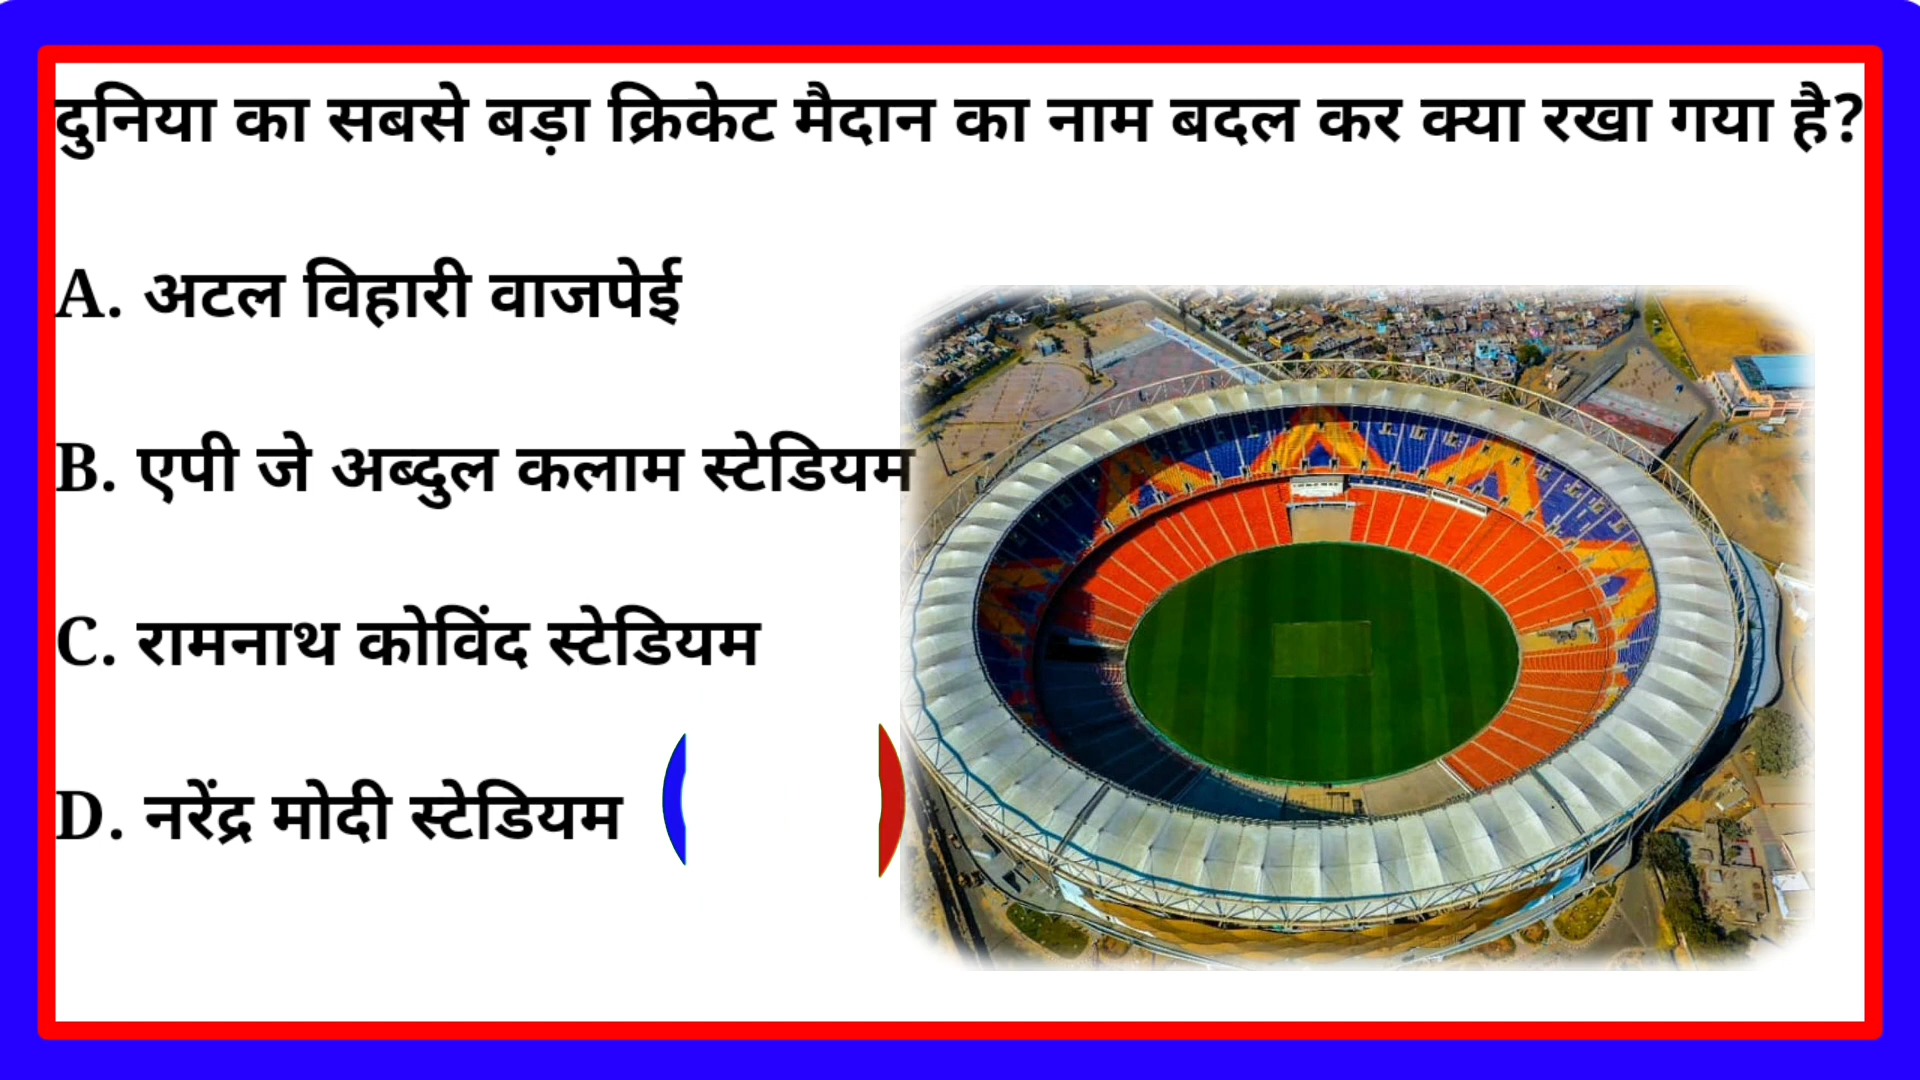 दुनिया का सबसे बड़ा क्रिकेट मैदान का नाम बदल कर क्या रखा गया है?
A. अटल विहारी वाजपेई
B. एपी जे अब्दुल कलाम स्टेडियम
C. रामनाथ कोविंद स्टेडियम
D. नरेंद्र मोदी स्टेडियम